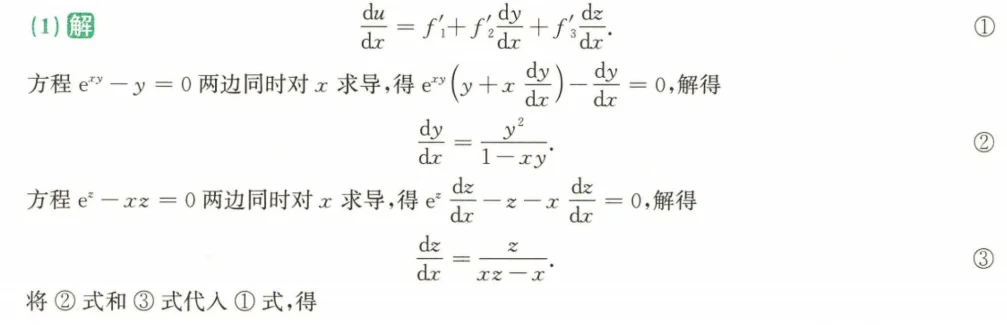 (1) 解 du/dx = f′₁ + f′₂ dy/dx + f′₃ dz/dx. ①
方程 e^{xy} − y = 0 两边同时对 x 求导,得 e^{xy}(y + x dy/dx) − dy/dx = 0,解得
dy/dx = y²/(1 − xy). ②
方程 e^z − xz = 0 两边同时对 x 求导,得 e^z dz/dx − z − x dz/dx = 0,解得
dz/dx = z/(xz − x). ③
将 ② 式和 ③ 式代入 ① 式,得